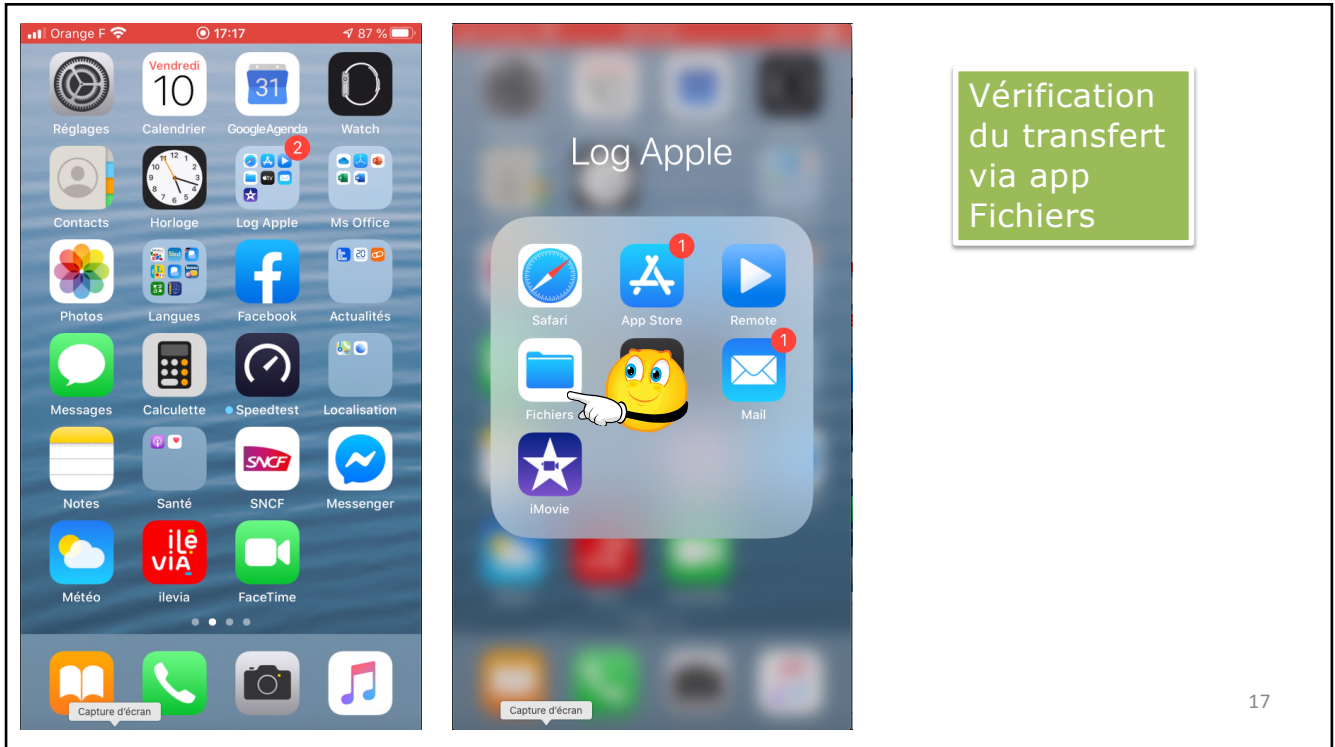 Orange F 17:17 87 %
Vendredi
10 31
Réglages Calendrier GoogleAgenda Watch
2
Contacts Horloge Log Apple Ms Office
Photos Langues Facebook Actualités
Messages Calculette Speedtest Localisation
SNCF
Notes Santé SNCF Messenger
ilévia
Météo ilevia FaceTime
Capture d'écran
Log Apple
1
Safari App Store Remote
1
Fichiers Mail
iMovie
Capture d'écran
Vérification
du transfert
via app
Fichiers
17